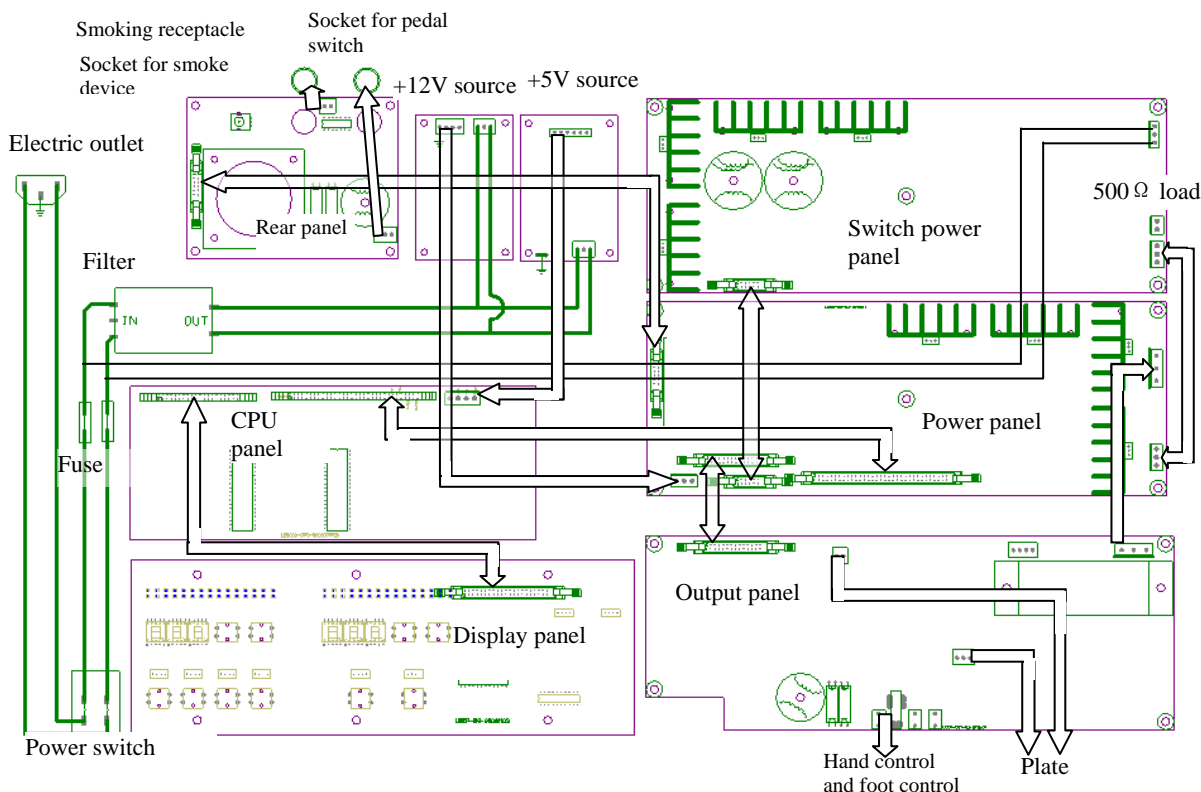 Smoking receptacle
Socket for smoke
device
Socket for pedal
switch
+12V source
+5V source
Electric outlet
Rear panel
Switch power
panel
500Ω load
Filter
IN
OUT
CPU
panel
Power panel
Fuse
Output panel
Display panel
Power switch
Hand control
and foot control
Plate